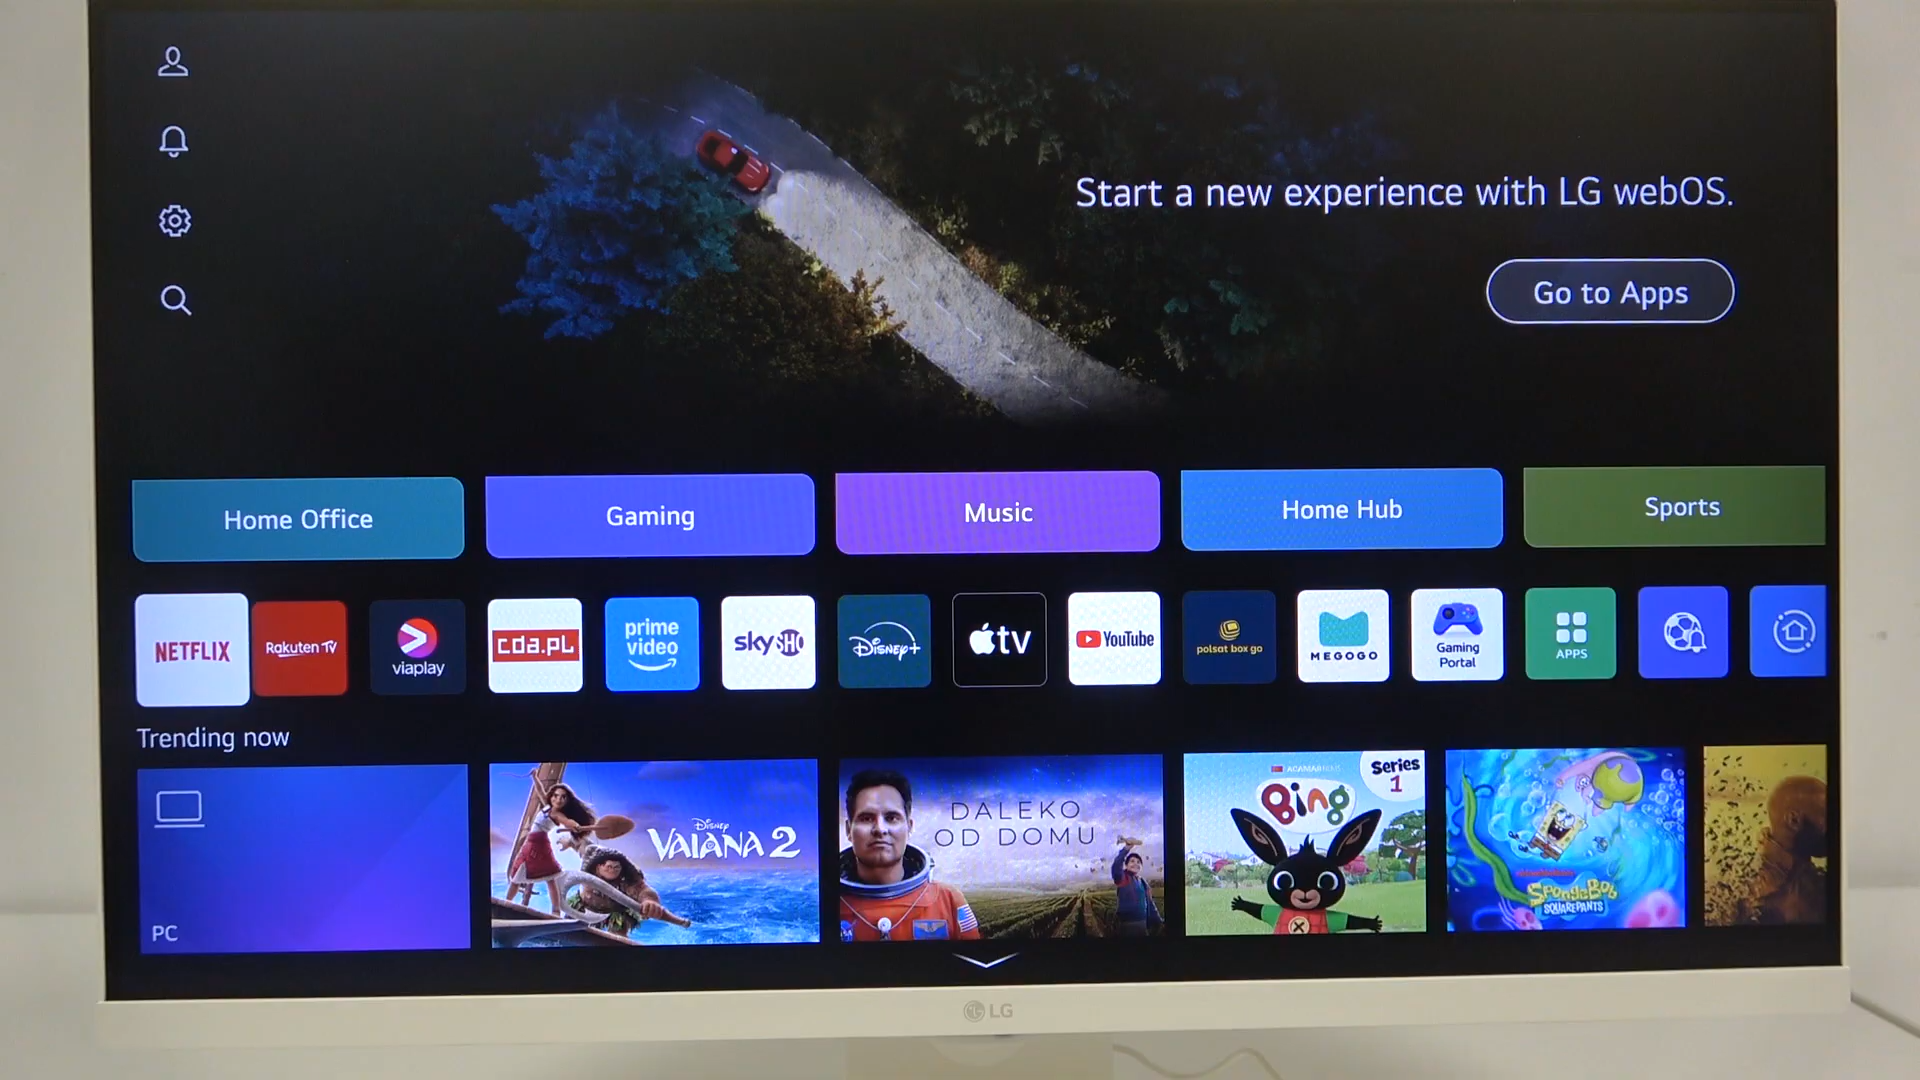 Start a new experience with LG webOS.
Go to Apps
Home Office
Gaming
Music
Home Hub
Sports
NETFLIX
Rakuten TV
viaplay
cda.pl
prime
video
sky SHO
Disney+
tv
YouTube
polsat box go
MEGOGO
Gaming
Portal
APPS
Trending now
PC
Disney
VAIANA 2
DALEKO
OD DOMU
Series
1
Bing
SpongeBob
SQUAREPANTS
LG